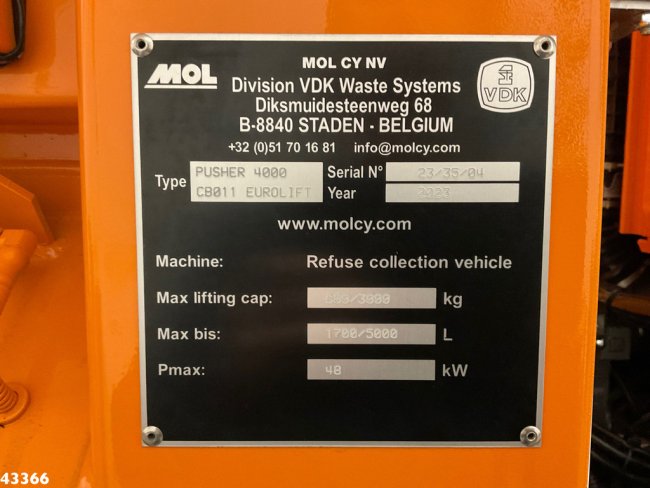 MOL
MOL CY NV
Division VDK Waste Systems
Diksmuidesteenweg 68
B-8840 STADEN - BELGIUM
+32 (0)51 70 16 81 info@molcy.com
VDK
Type PUSHER 4000 Serial N° 23/35/04
CB011 EUROLIFT Year 2023
www.molcy.com
Machine: Refuse collection vehicle
Max lifting cap: kg
Max bis: 1700/5000 L
Pmax: 48 kW
43366